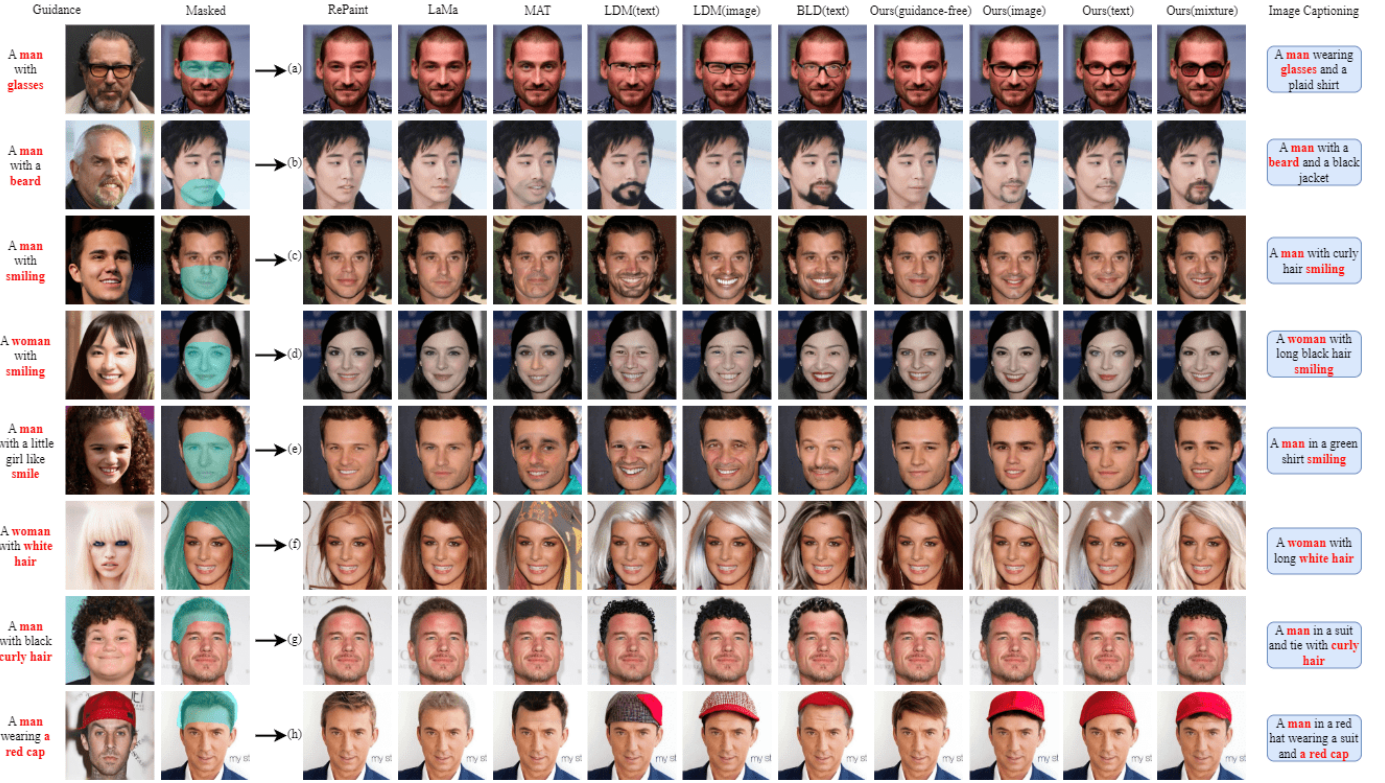 Guidance Masked RePaint LaMa MAT LDM(text) LDM(image) BLD(text) Ours(guidance-free) Ours(image) Ours(text) Ours(mixture) Image Captioning
A man
with
glasses
(a)
A man wearing
glasses and a
plaid shirt
A man
with a
beard
(b)
A man with a
beard and a black
jacket
A man
with
smiling
(c)
A man with curly
hair smiling
A woman
with
smiling
(d)
A woman with
long black hair
smiling
A man
with a little
girl like
smile
(e)
A man in a green
shirt smiling
A woman
with white
hair
(f)
A woman with
long white hair
A man
with black
curly hair
(g)
A man in a suit
and tie with curly
hair
A man
wearing a
red cap
(h)
my st
A man in a red
hat wearing a suit
and a red cap